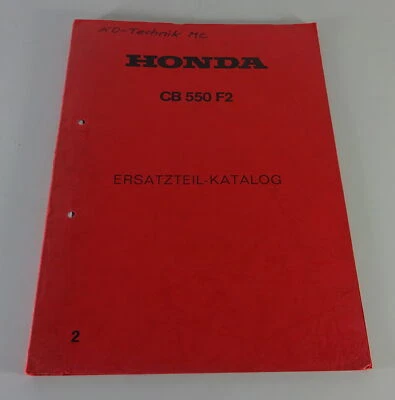 KD-Technik MC
HONDA
CB 550 F2
ERSATZTEIL-KATALOG
2